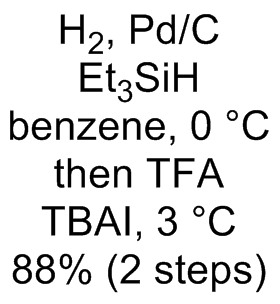 H₂, Pd/C
Et₃SiH
benzene, 0 °C
then TFA
TBAI, 3 °C
88% (2 steps)